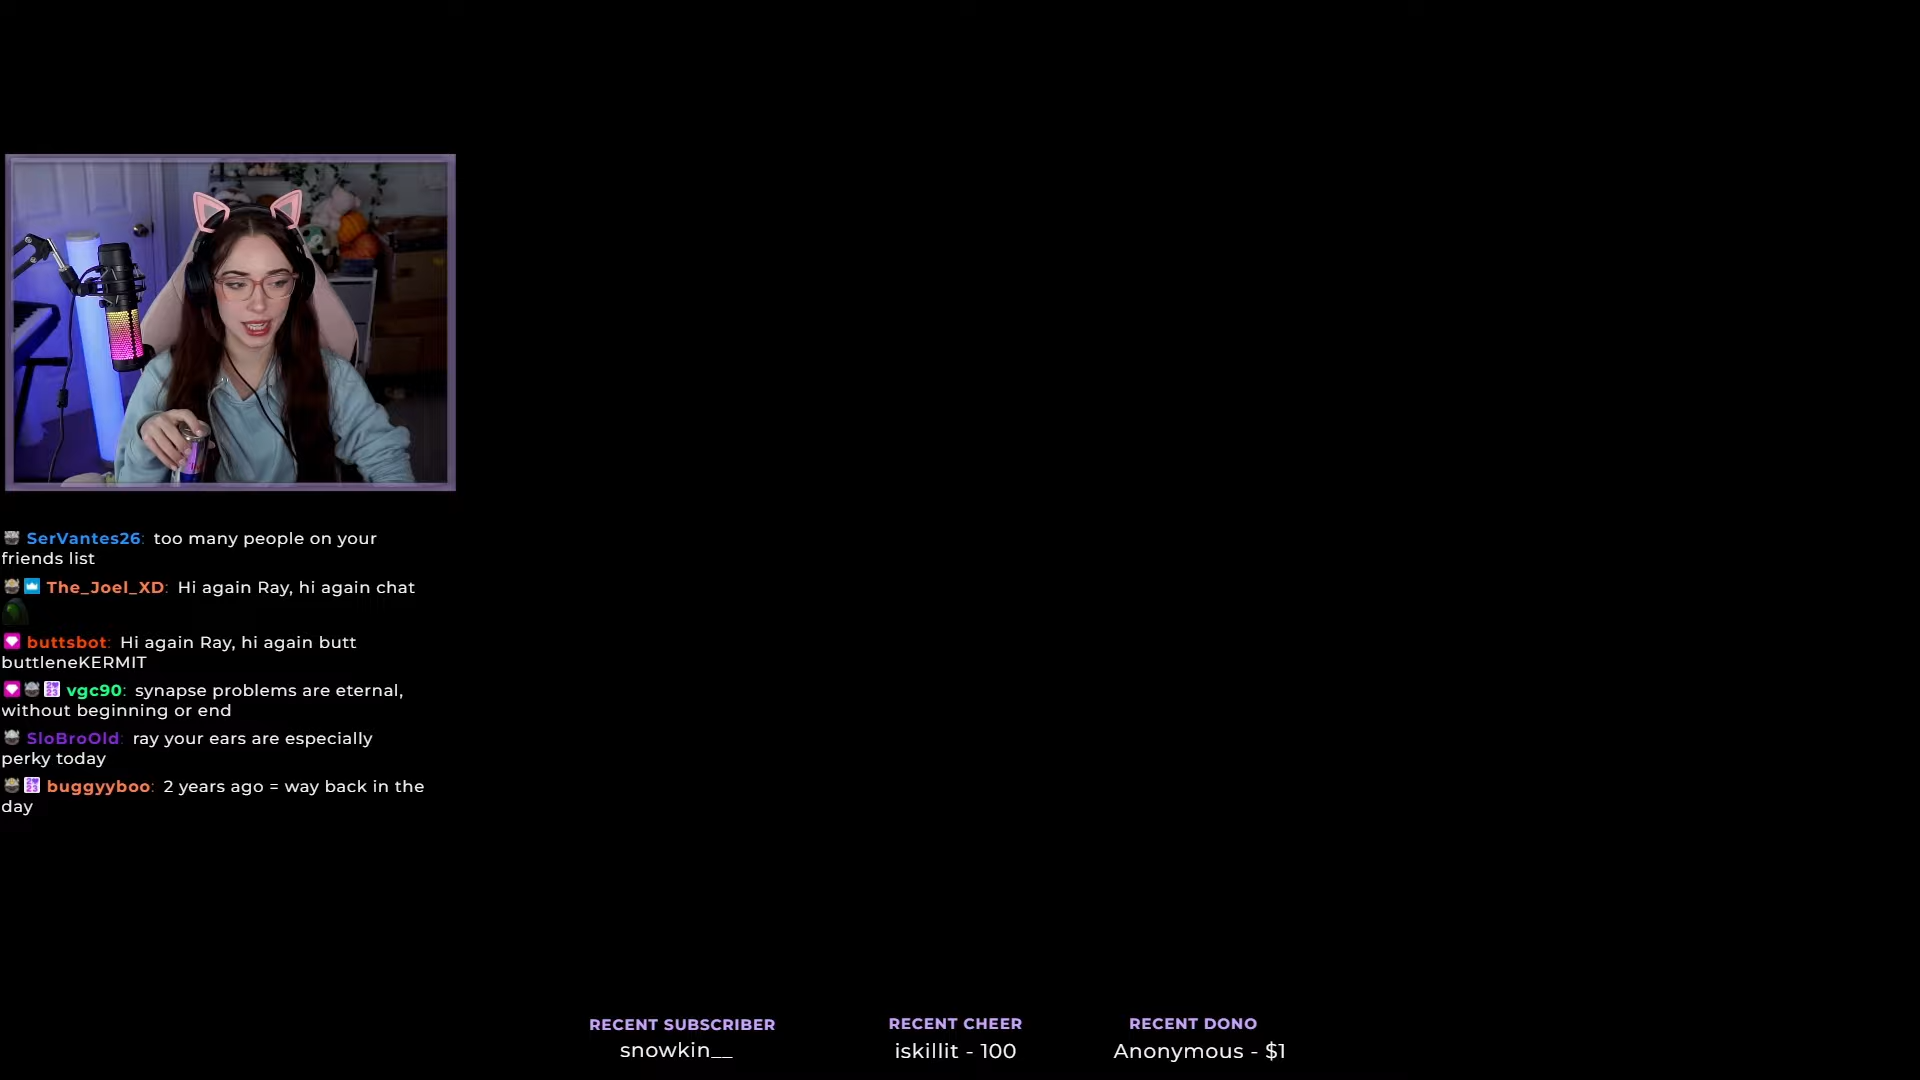 SerVantes26: too many people on your
friends list
The_Joel_XD: Hi again Ray, hi again chat
buttsbot: Hi again Ray, hi again butt
buttleneKERMIT
vgc90: synapse problems are eternal,
without beginning or end
SloBroOld: ray your ears are especially
perky today
buggyyboo: 2 years ago = way back in the
day
RECENT SUBSCRIBER
snowkin__
RECENT CHEER
iskillit - 100
RECENT DONO
Anonymous - $1